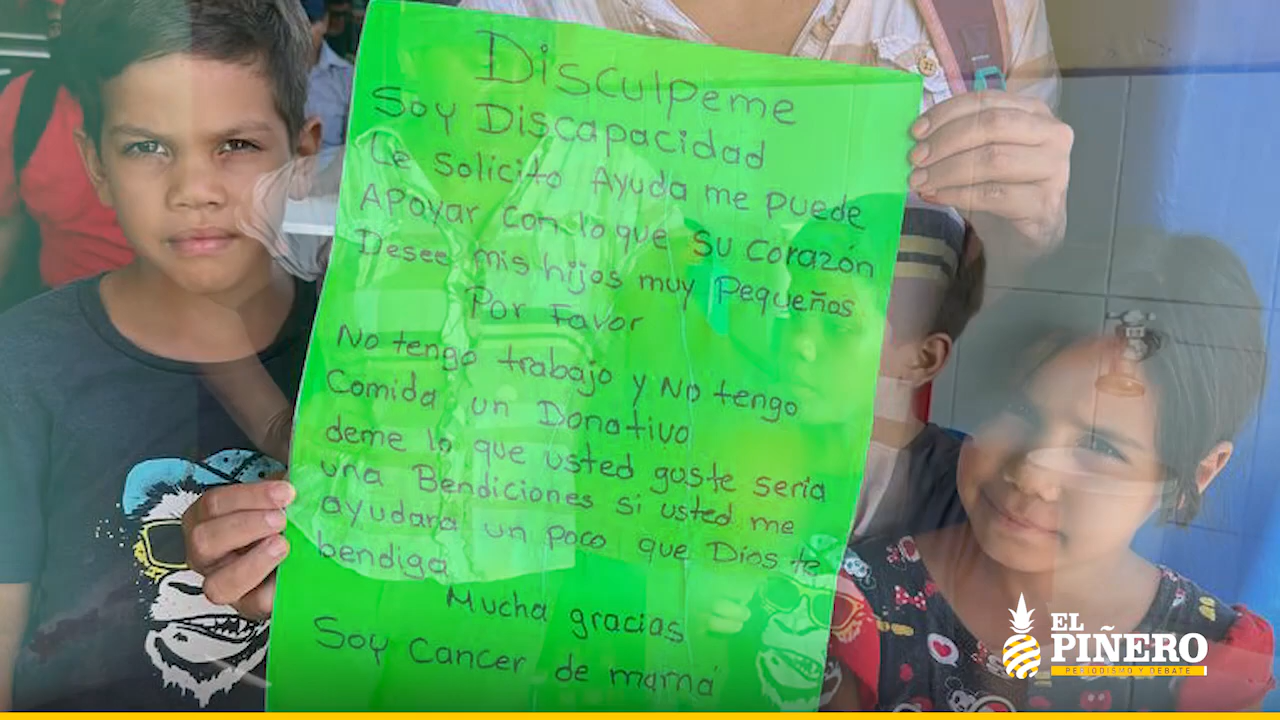 Disculpeme
Soy Discapacidad
Le solicito Ayuda me puede
Apoyar con lo que su corazón
Desee mis hijos muy Pequeños
Por Favor
No tengo trabajo y No tengo
Comida un Donativo
deme lo que usted guste seria
una Bendiciones si usted me
ayudara un poco que Dios te
bendiga
Mucha gracias
Soy Cancer de mamá
EL
PIÑERO
PERIODISMO Y DEBATE